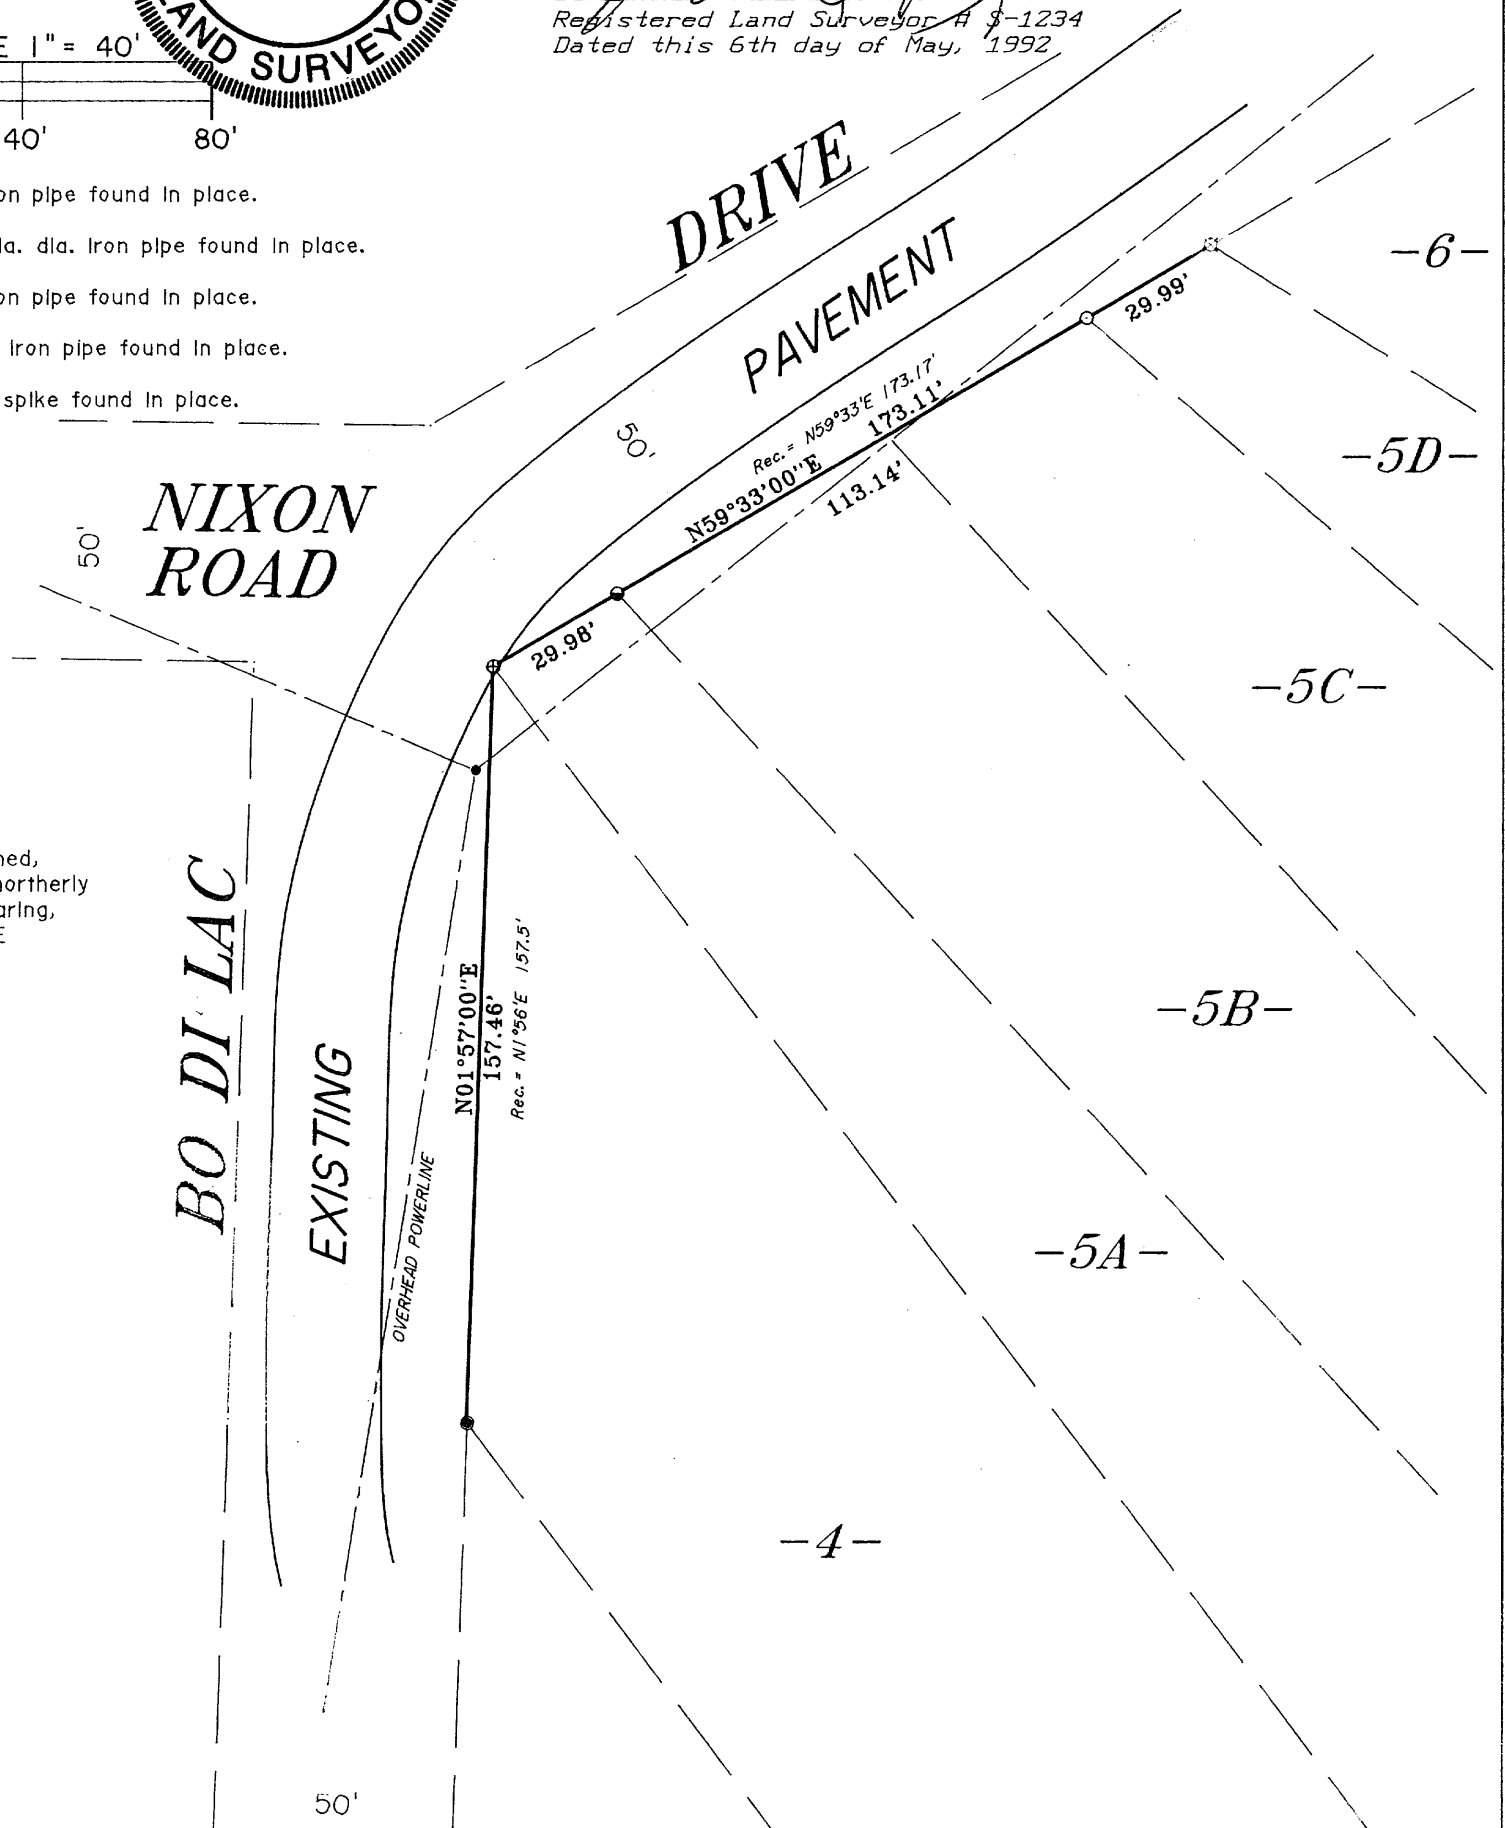 LAND SURVEYOR
Registered Land Surveyor # S-1234
Dated this 6th day of May, 1992
E 1"= 40'
40' 80'
on pipe found in place.
ia. dia. iron pipe found in place.
on pipe found in place.
iron pipe found in place.
spike found in place.
DRIVE
PAVEMENT
50'
-6-
29.99'
Rec. = N59°33'E 173.17'
173.11'
N59°33'00"E
113.14'
-5D-
NIXON
ROAD
50'
29.98'
-5C-
ned,
northerly
aring,
E
BO DI LAC
EXISTING
OVERHEAD POWERLINE
N01°57'00"E
157.46'
Rec. = N1°56'E 157.5'
-5B-
-5A-
-4-
50'